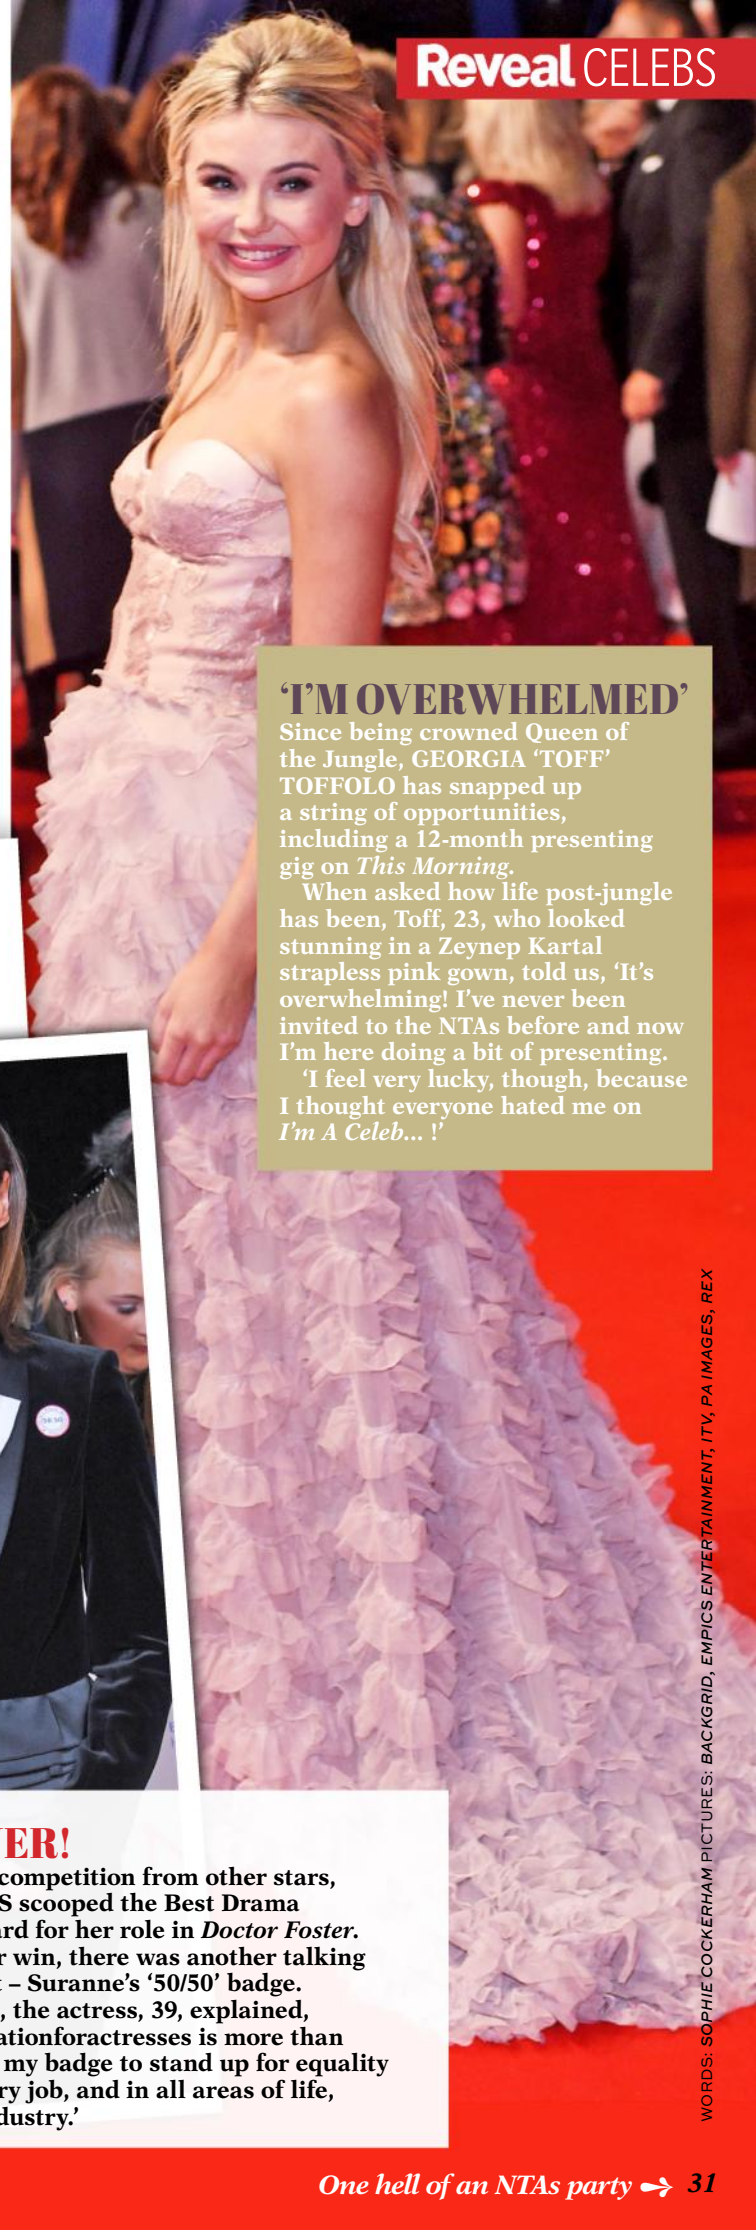 Reveal CELEBS
‘I’M OVERWHELMED’
Since being crowned Queen of
the Jungle, GEORGIA ‘TOFF’
TOFFOLO has snapped up
a string of opportunities,
including a 12-month presenting
gig on This Morning.
When asked how life post-jungle
has been, Toff, 23, who looked
stunning in a Zeynep Kartal
strapless pink gown, told us, ‘It’s
overwhelming! I’ve never been
invited to the NTAs before and now
I’m here doing a bit of presenting.
‘I feel very lucky, though, because
I thought everyone hated me on
I’m A Celeb... !’
WORDS: SOPHIE COCKERHAM PICTURES: BACKGRID, EMPICS ENTERTAINMENT, ITV, PA IMAGES, REX
ER!
competition from other stars,
S scooped the Best Drama
ard for her role in Doctor Foster.
r win, there was another talking
t – Suranne’s ‘50/50’ badge.
, the actress, 39, explained,
ationforactresses is more than
my badge to stand up for equality
ry job, and in all areas of life,
dustry.’
One hell of an NTAs party 31